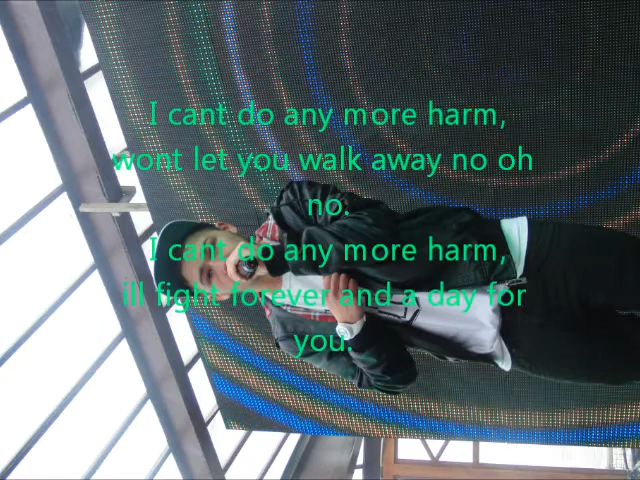 I cant do any more harm,
wont let you walk away no oh
no.
I cant do any more harm,
ill fight forever and a day for
you.